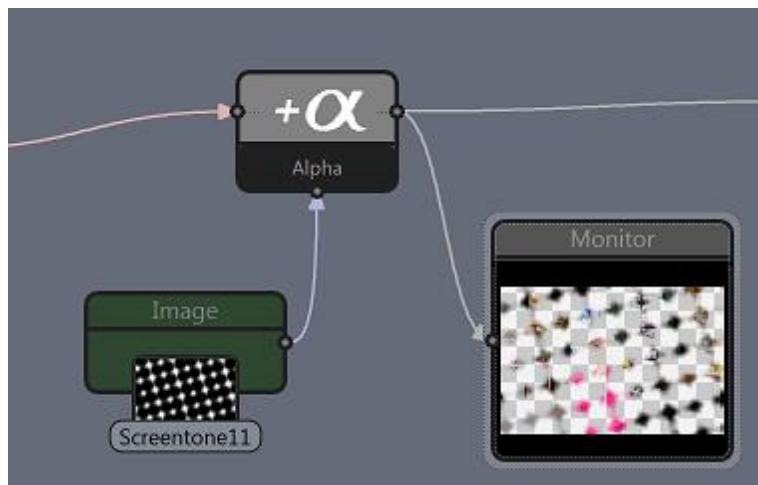 +α
Alpha
Monitor
Image
Screentone11